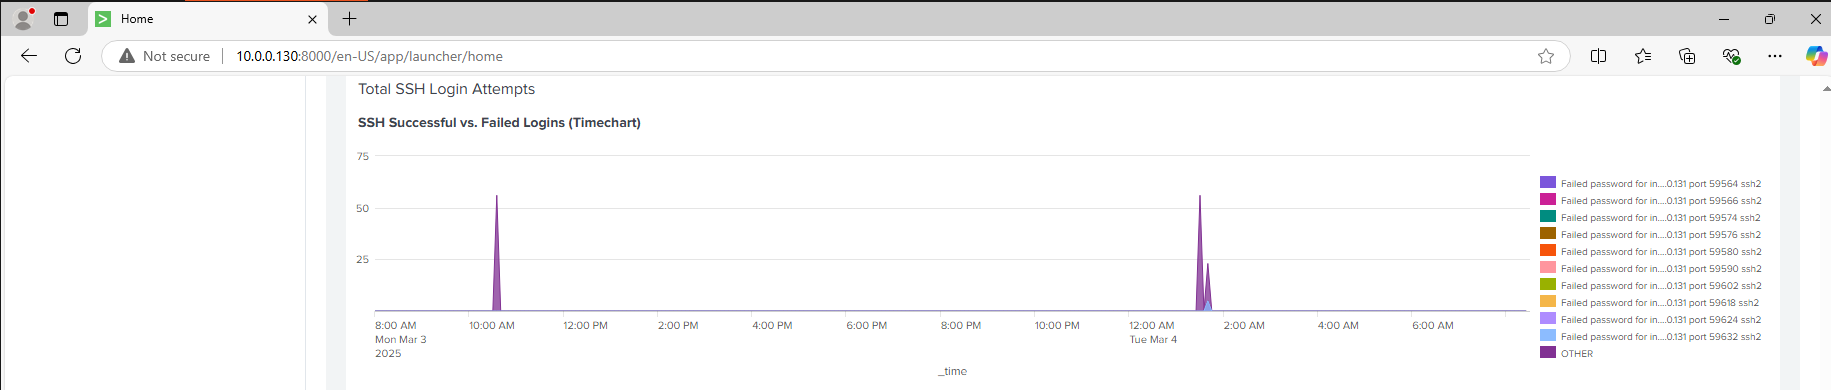 Home
Not secure
10.0.0.130:8000/en-US/app/launcher/home
Total SSH Login Attempts
SSH Successful vs. Failed Logins (Timechart)
75
50
25
8:00 AM
Mon Mar 3
2025
10:00 AM
12:00 PM
2:00 PM
4:00 PM
6:00 PM
8:00 PM
10:00 PM
12:00 AM
Tue Mar 4
2:00 AM
4:00 AM
6:00 AM
_time
Failed password for in....0.131 port 59564 ssh2
Failed password for in....0.131 port 59566 ssh2
Failed password for in....0.131 port 59574 ssh2
Failed password for in....0.131 port 59576 ssh2
Failed password for in....0.131 port 59580 ssh2
Failed password for in....0.131 port 59590 ssh2
Failed password for in....0.131 port 59602 ssh2
Failed password for in....0.131 port 59618 ssh2
Failed password for in....0.131 port 59624 ssh2
Failed password for in....0.131 port 59632 ssh2
OTHER